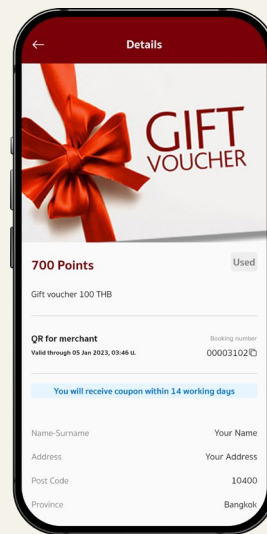 Details
GIFT
VOUCHER
700 Points
Used
Gift voucher 100 THB
QR for merchant
Booking number
Valid through 05 Jan 2023, 03:46 น.
00003102
You will receive coupon within 14 working days
Name-Surname
Your Name
Address
Your Address
Post Code
10400
Province
Bangkok